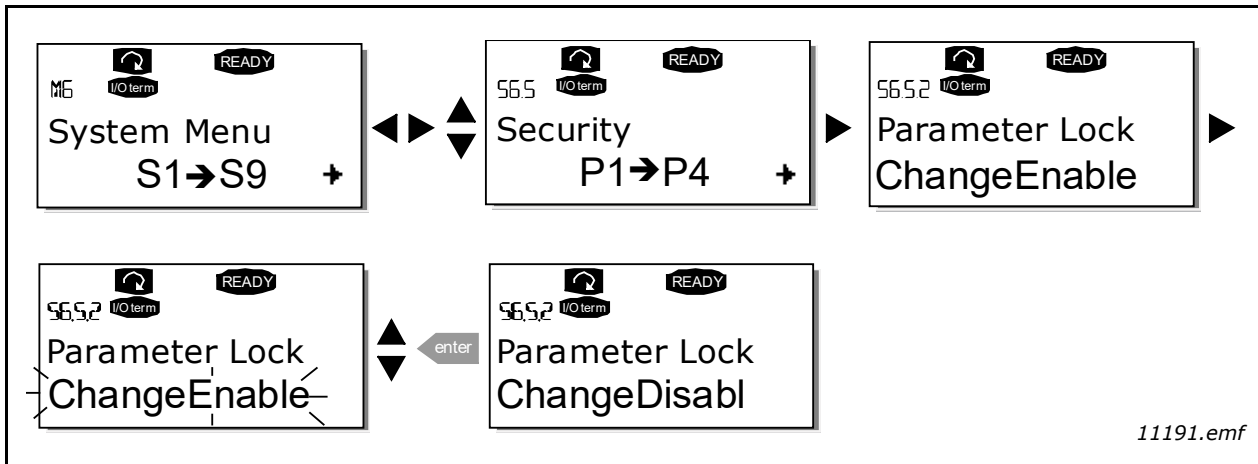 READY
M6 I/O term
System Menu
S1➔S9
READY
S6.5 I/O term
Security
P1➔P4
READY
S6.5.2 I/O term
Parameter Lock
ChangeEnable
READY
S6.5.2 I/O term
Parameter Lock
ChangeEnable
enter
READY
S6.5.2 I/O term
Parameter Lock
ChangeDisabl
11191.emf